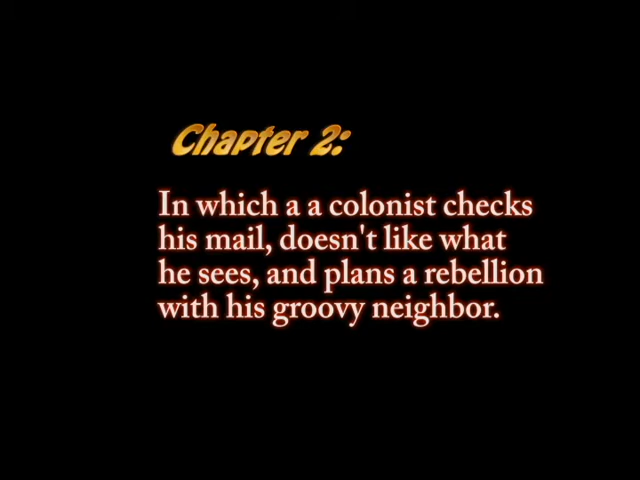 Chapter 2:
In which a a colonist checks
his mail, doesn't like what
he sees, and plans a rebellion
with his groovy neighbor.